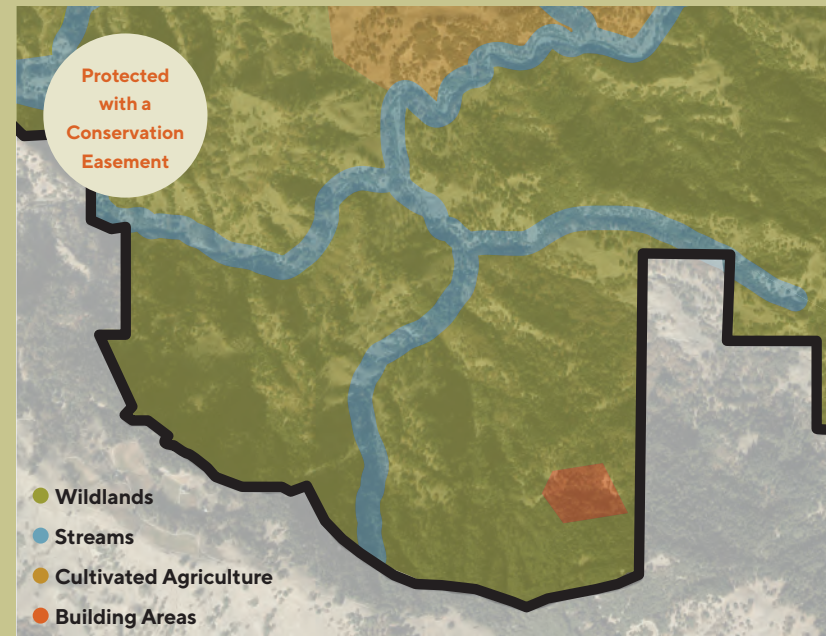 Protected
with a
Conservation
Easement
Wildlands
Streams
Cultivated Agriculture
Building Areas